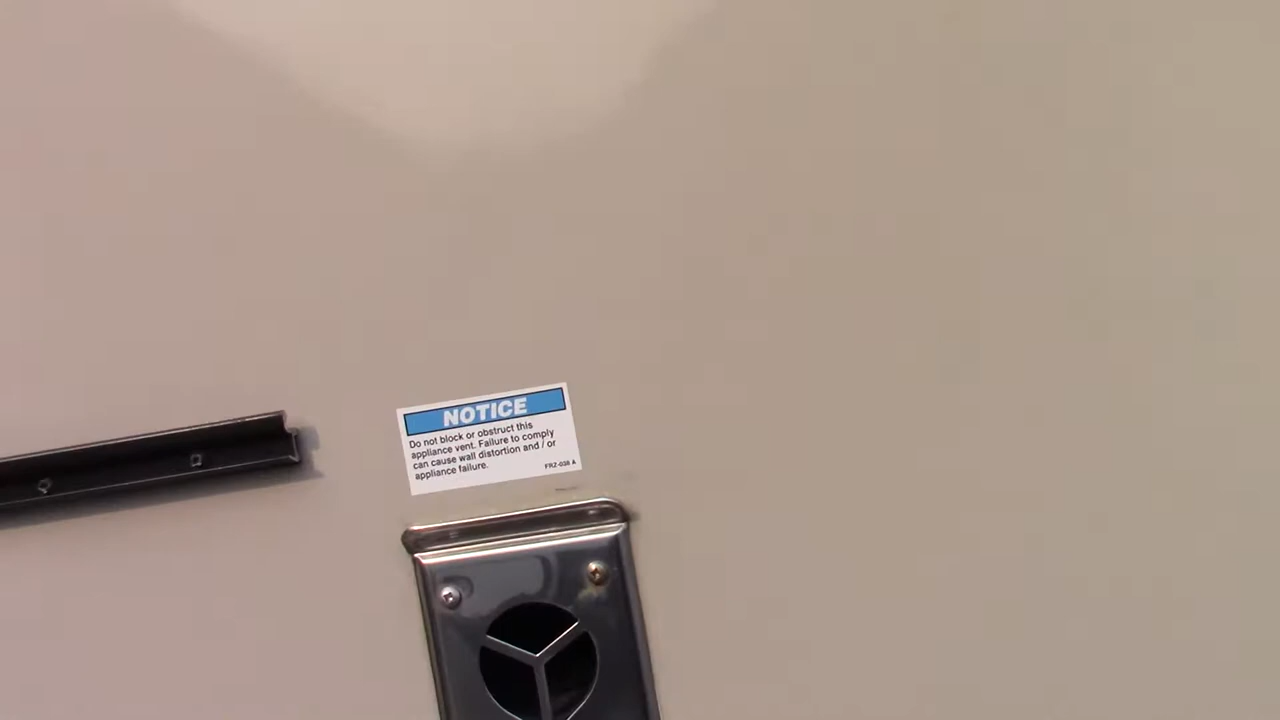 NOTICE
Do not block or obstruct this
appliance vent. Failure to comply
can cause wall distortion and / or
appliance failure.
FRZ-038 A